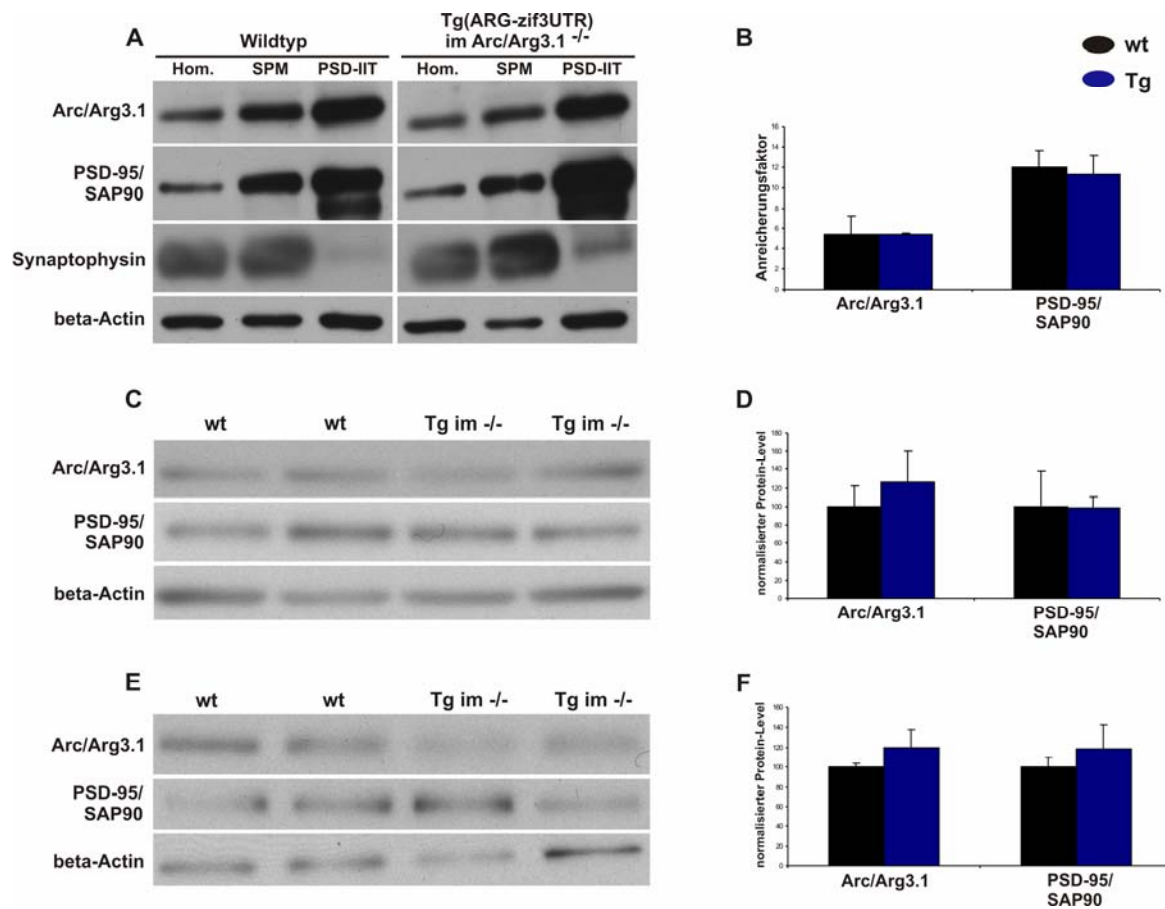 A
Wildtyp
Tg(ARG-zif3UTR)
im Arc/Arg3.1 -/-
Hom. SPM PSD-IIT Hom. SPM PSD-IIT
Arc/Arg3.1
PSD-95/
SAP90
Synaptophysin
beta-Actin
B
wt
Tg
Anreicherungsfaktor
16
14
12
10
8
6
4
2
0
Arc/Arg3.1
PSD-95/
SAP90
C
wt wt Tg im -/- Tg im -/-
Arc/Arg3.1
PSD-95/
SAP90
beta-Actin
D
normalisierter Protein-Level
180
160
140
120
100
80
60
40
20
0
Arc/Arg3.1
PSD-95/
SAP90
E
wt wt Tg im -/- Tg im -/-
Arc/Arg3.1
PSD-95/
SAP90
beta-Actin
F
normalisierter Protein-Level
160
140
120
100
80
60
40
20
0
Arc/Arg3.1
PSD-95/
SAP90